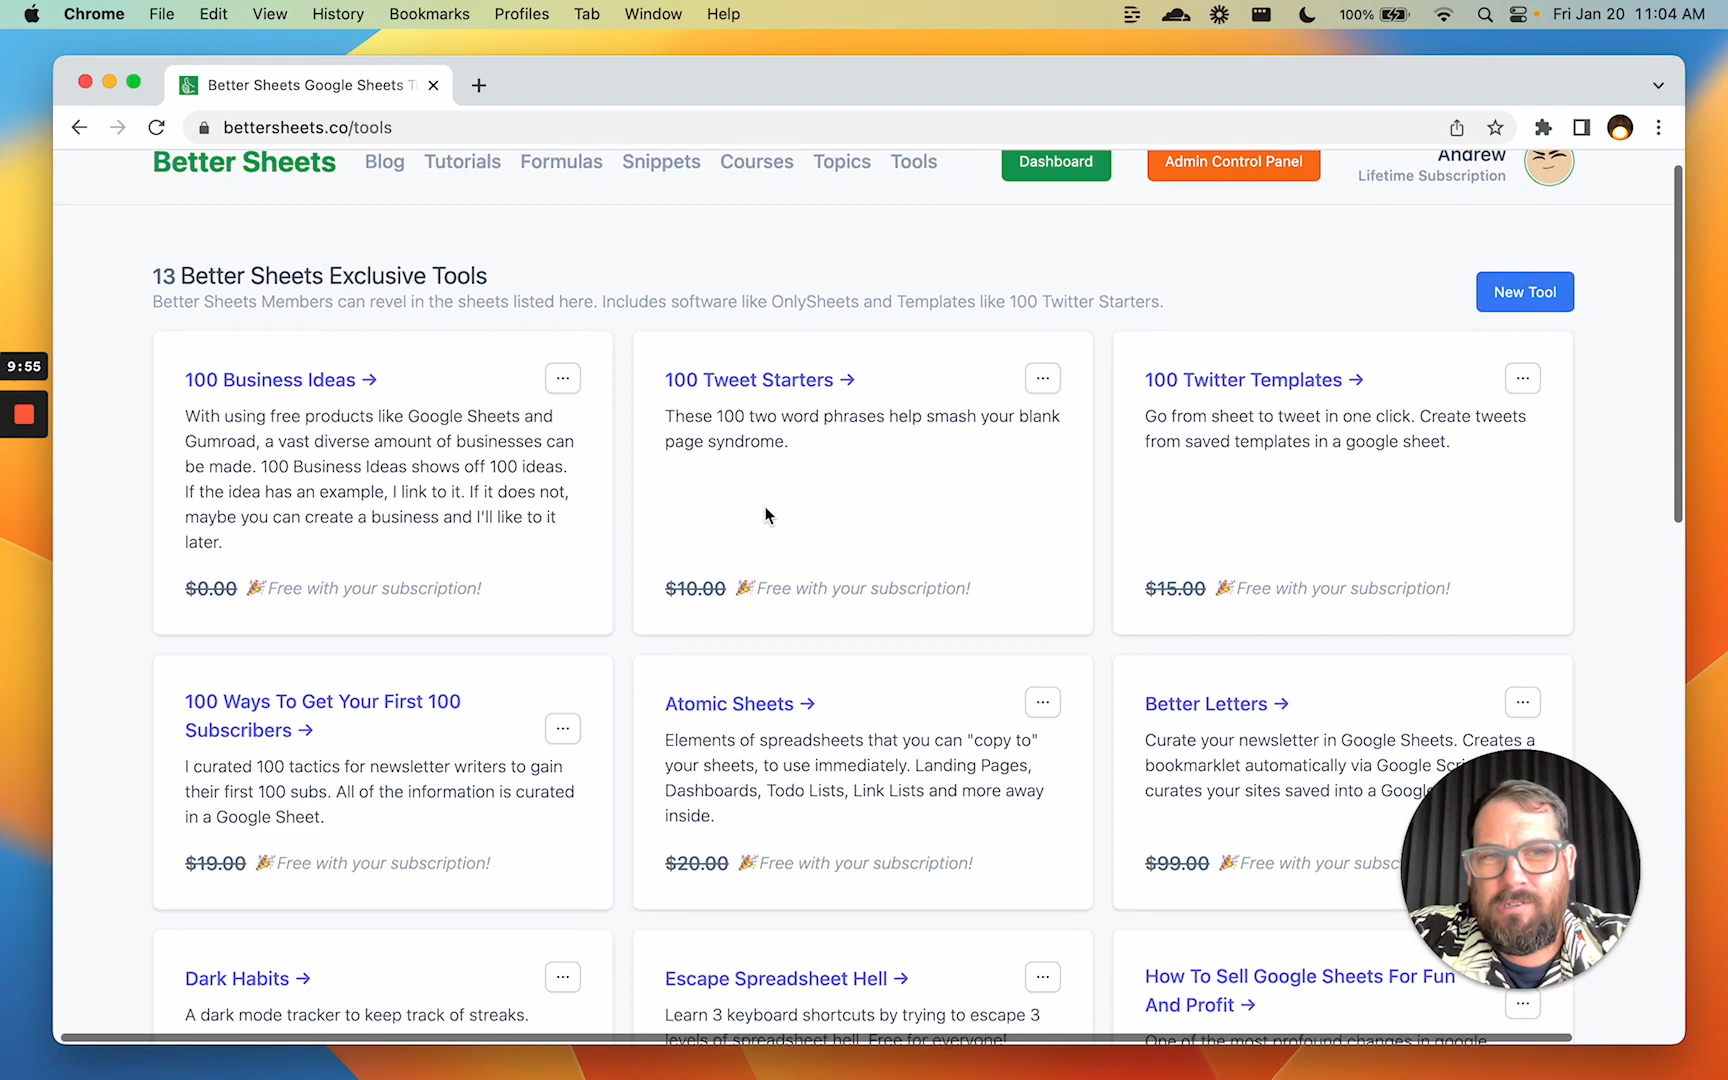 Chrome File Edit View History Bookmarks Profiles Tab Window Help 100% Fri Jan 20 11:04 AM
Better Sheets Google Sheets
bettersheets.co/tools
Better Sheets Blog Tutorials Formulas Snippets Courses Topics Tools Dashboard Admin Control Panel Andrew
Lifetime Subscription
13 Better Sheets Exclusive Tools
Better Sheets Members can revel in the sheets listed here. Includes software like OnlySheets and Templates like 100 Twitter Starters.
New Tool
9:55
100 Business Ideas →
With using free products like Google Sheets and
Gumroad, a vast diverse amount of businesses can
be made. 100 Business Ideas shows off 100 ideas.
If the idea has an example, I link to it. If it does not,
maybe you can create a business and I'll like to it
later.
$0.00 🎉 Free with your subscription!
100 Tweet Starters →
These 100 two word phrases help smash your blank
page syndrome.
$10.00 🎉 Free with your subscription!
100 Twitter Templates →
Go from sheet to tweet in one click. Create tweets
from saved templates in a google sheet.
$15.00 🎉 Free with your subscription!
100 Ways To Get Your First 100
Subscribers →
I curated 100 tactics for newsletter writers to gain
their first 100 subs. All of the information is curated
in a Google Sheet.
$19.00 🎉 Free with your subscription!
Atomic Sheets →
Elements of spreadsheets that you can "copy to"
your sheets, to use immediately. Landing Pages,
Dashboards, Todo Lists, Link Lists and more away
inside.
$20.00 🎉 Free with your subscription!
Better Letters →
Curate your newsletter in Google Sheets. Creates a
bookmarklet automatically via Google
curates your sites saved into a
$99.00 🎉 Free with your
Dark Habits →
A dark mode tracker to keep track of streaks.
Escape Spreadsheet Hell →
Learn 3 keyboard shortcuts by trying to escape 3
levels of spreadsheet hell. Free for everyone!
How To Sell Google Sheets For Fun
And Profit →
One of the most profound changes in google